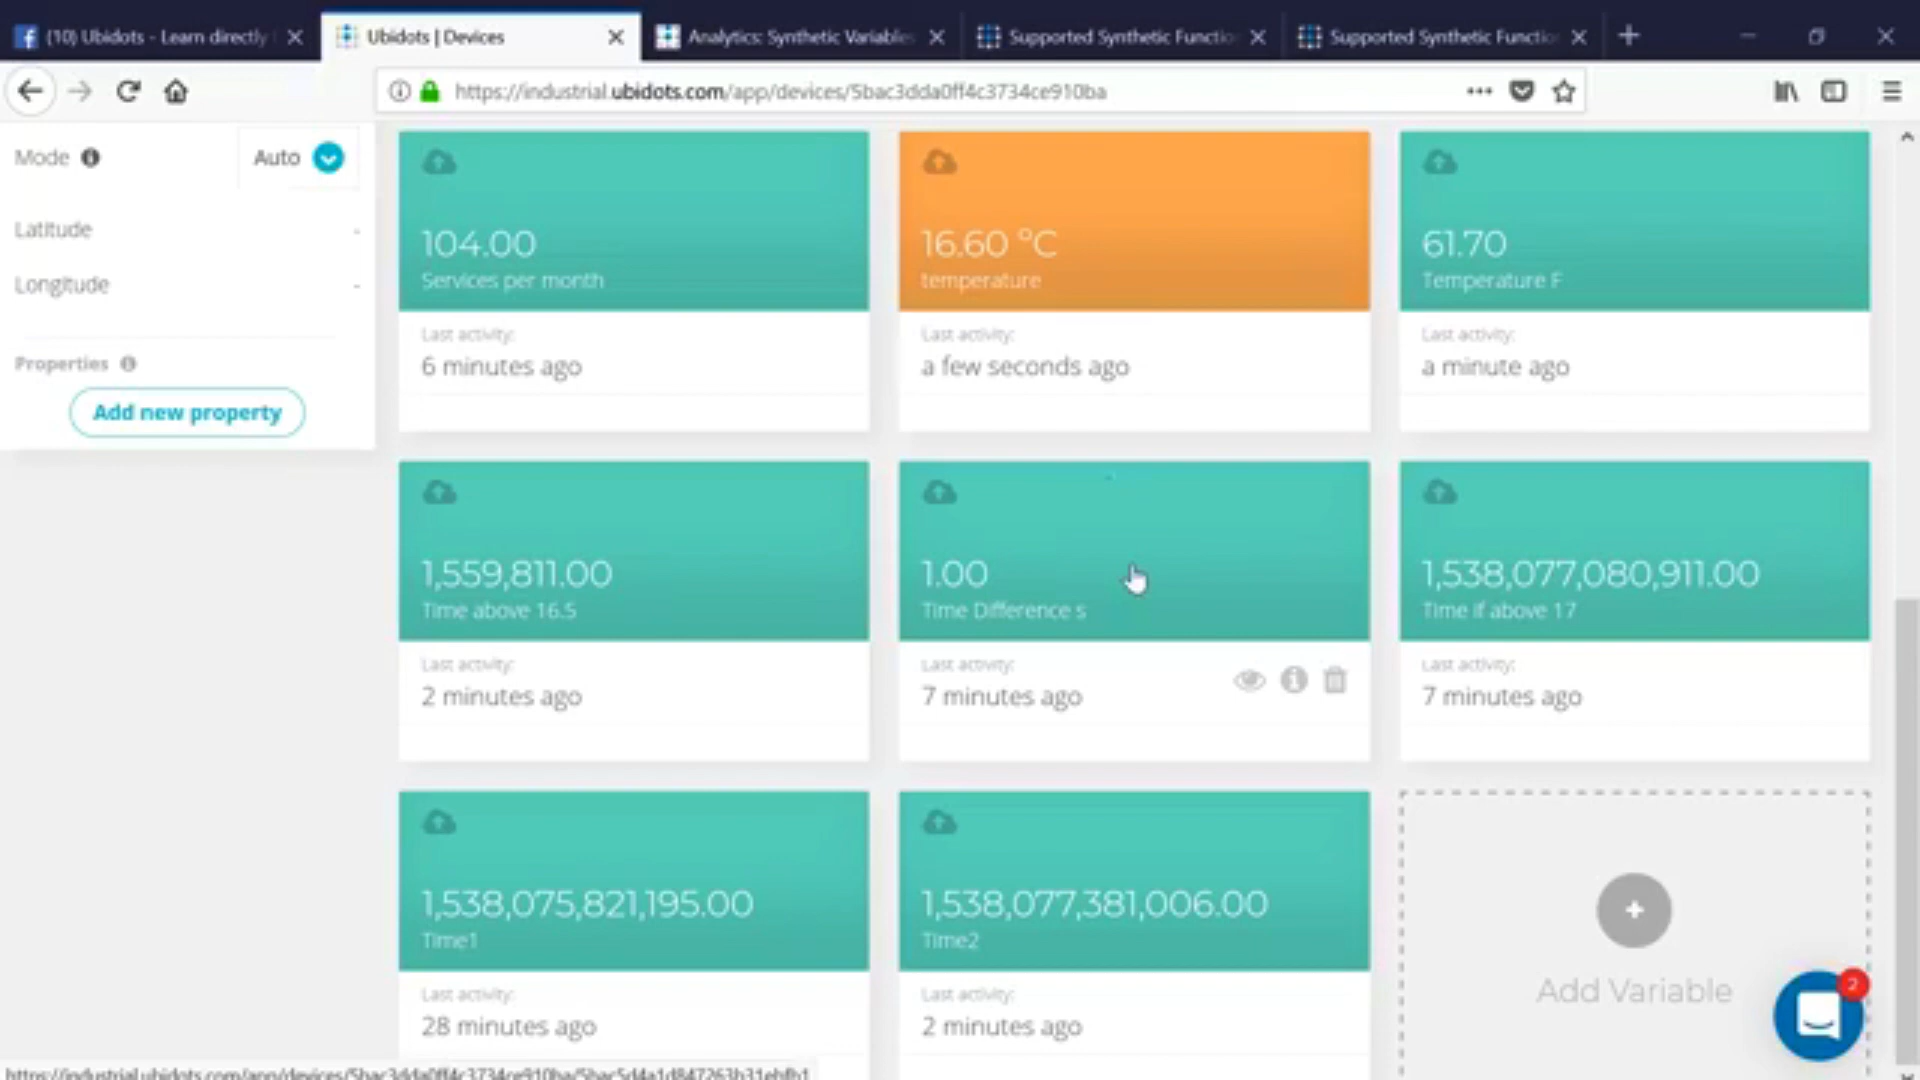 (10) Ubidots - Learn directly
Ubidots | Devices
Analytics: Synthetic Variables
Supported Synthetic Functio
Supported Synthetic Functio
https://industrial.ubidots.com/app/devices/5bac3dda0ff4c3734ce910ba
Mode
Auto
Latitude
-
Longitude
-
Properties
Add new property
104.00
Services per month
Last activity:
6 minutes ago
16.60 °C
temperature
Last activity:
a few seconds ago
61.70
Temperature F
Last activity:
a minute ago
1,559,811.00
Time above 16.5
Last activity:
2 minutes ago
1.00
Time Difference s
Last activity:
7 minutes ago
1,538,077,080,911.00
Time if above 17
Last activity:
7 minutes ago
1,538,075,821,195.00
Time1
Last activity:
28 minutes ago
1,538,077,381,006.00
Time2
Last activity:
2 minutes ago
Add Variable
2